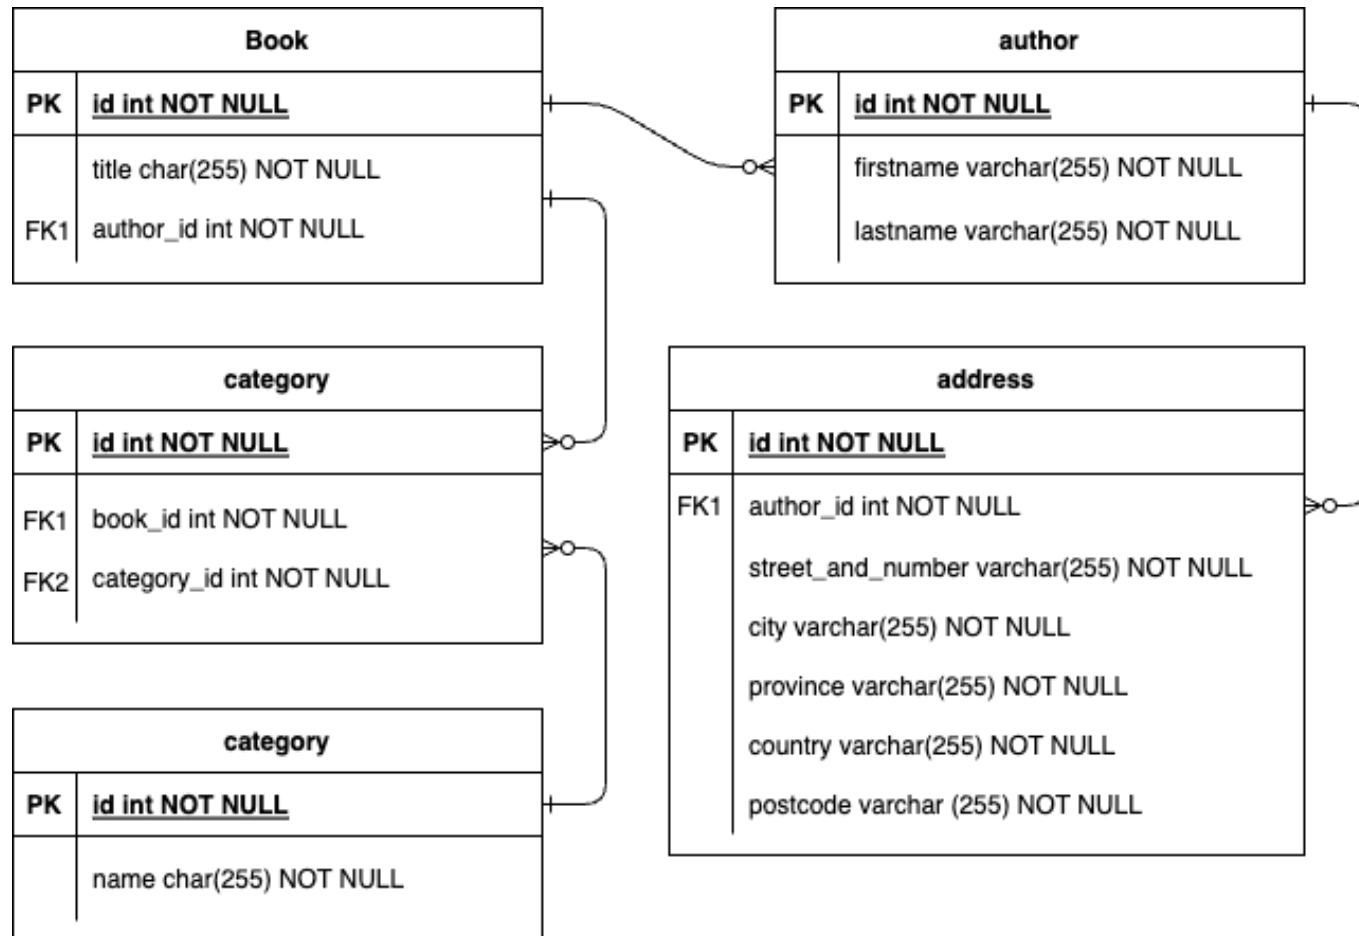 Book
PK id int NOT NULL
title char(255) NOT NULL
FK1 author_id int NOT NULL
author
PK id int NOT NULL
firstname varchar(255) NOT NULL
lastname varchar(255) NOT NULL
category
PK id int NOT NULL
FK1 book_id int NOT NULL
FK2 category_id int NOT NULL
address
PK id int NOT NULL
FK1 author_id int NOT NULL
street_and_number varchar(255) NOT NULL
city varchar(255) NOT NULL
province varchar(255) NOT NULL
country varchar(255) NOT NULL
postcode varchar (255) NOT NULL
category
PK id int NOT NULL
name char(255) NOT NULL